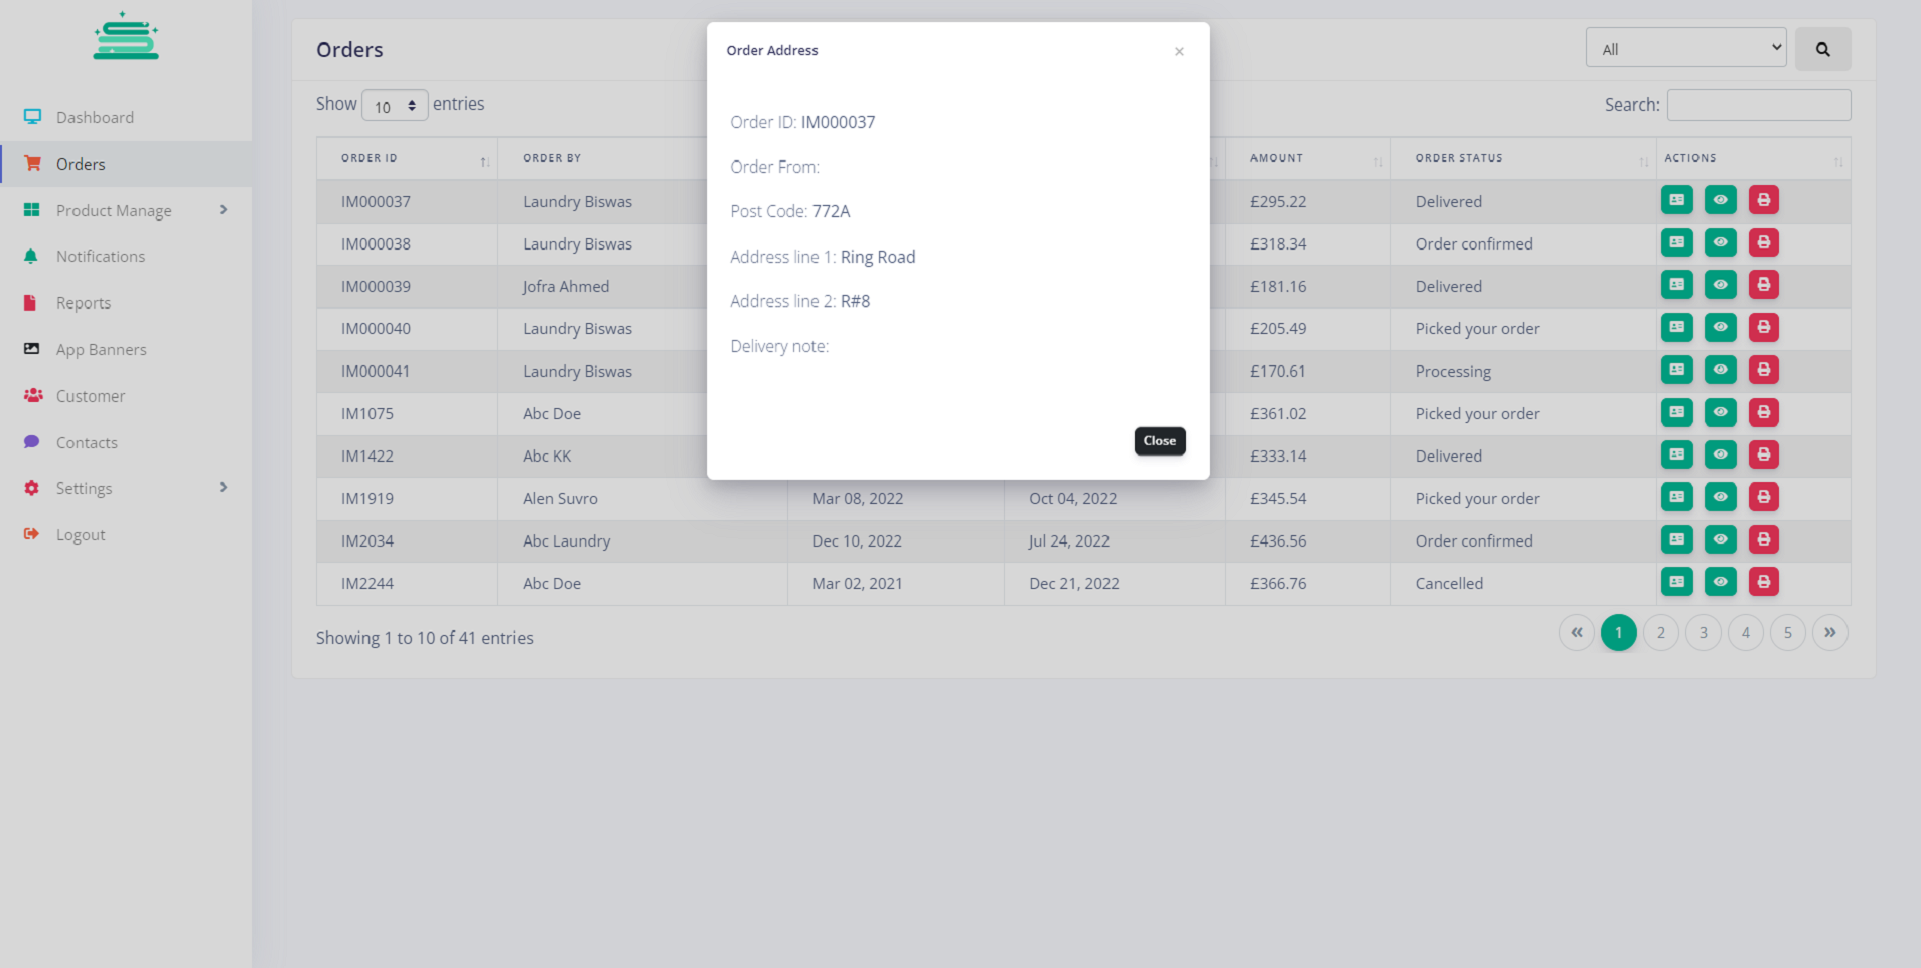 Orders
All
Show 10 entries
Search:
ORDER ID ORDER BY AMOUNT ORDER STATUS ACTIONS
IM000037 Laundry Biswas £295.22 Delivered
IM000038 Laundry Biswas £318.34 Order confirmed
IM000039 Jofra Ahmed £181.16 Delivered
IM000040 Laundry Biswas £205.49 Picked your order
IM000041 Laundry Biswas £170.61 Processing
IM1075 Abc Doe £361.02 Picked your order
IM1422 Abc KK £333.14 Delivered
IM1919 Alen Suvro Mar 08, 2022 Oct 04, 2022 £345.54 Picked your order
IM2034 Abc Laundry Dec 10, 2022 Jul 24, 2022 £436.56 Order confirmed
IM2244 Abc Doe Mar 02, 2021 Dec 21, 2022 £366.76 Cancelled
Showing 1 to 10 of 41 entries
« 1 2 3 4 5 »
Dashboard
Orders
Product Manage
Notifications
Reports
App Banners
Customer
Contacts
Settings
Logout
Order Address
×
Order ID: IM000037
Order From:
Post Code: 772A
Address line 1: Ring Road
Address line 2: R#8
Delivery note:
Close